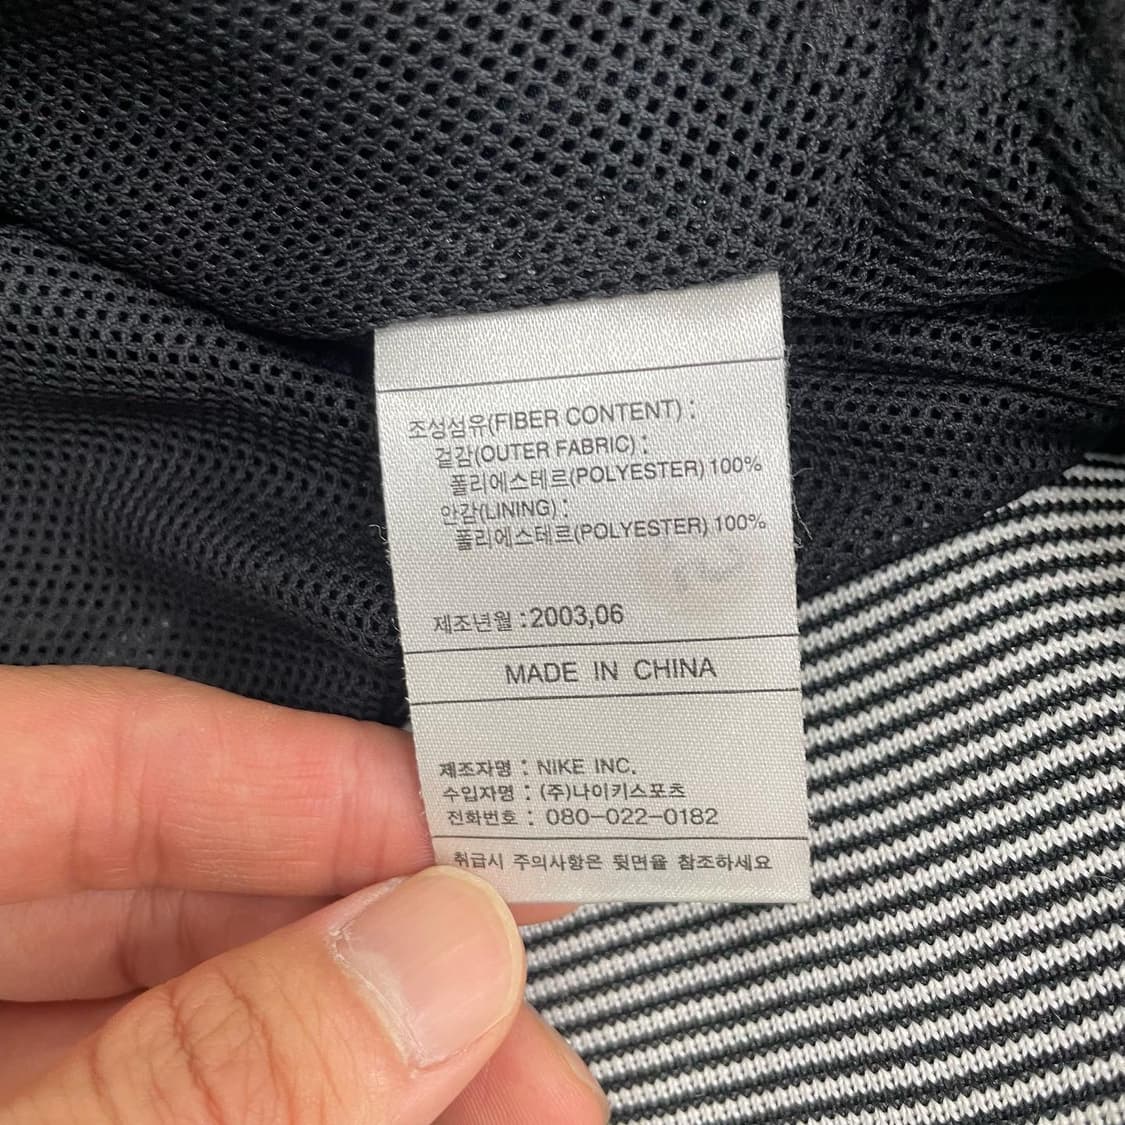 조성섬유(FIBER CONTENT) :
겉감(OUTER FABRIC) :
폴리에스테르(POLYESTER) 100%
안감(LINING) :
폴리에스테르(POLYESTER) 100%
제조년월 : 2003,06
MADE IN CHINA
제조자명 : NIKE INC.
수입자명 : (주)나이키스포츠
전화번호 : 080-022-0182
취급시 주의사항은 뒷면을 참조하세요